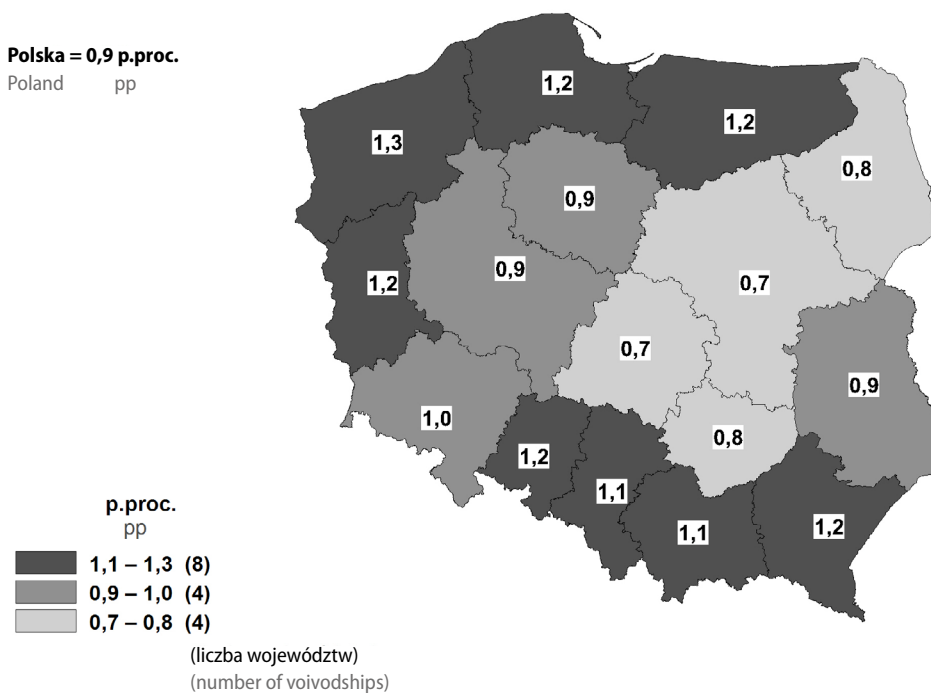 Polska = 0,9 p.proc.
Poland pp
1,2
1,2
1,3
0,8
0,9
0,9
0,7
1,2
0,7
0,9
1,0
0,8
1,2
1,1
1,1
1,2
p.proc.
pp
1,1 – 1,3 (8)
0,9 – 1,0 (4)
0,7 – 0,8 (4)
(liczba województw)
(number of voivodships)